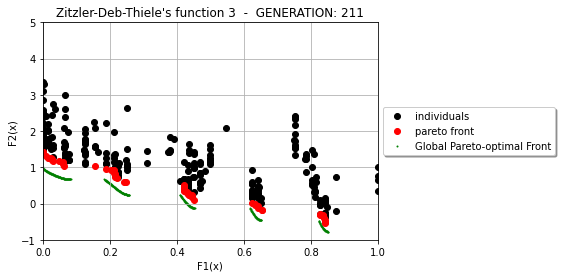 Zitzler-Deb-Thiele's function 3 - GENERATION: 211
5
4
3
2
1
0
−1
F2(x)
individuals
pareto front
Global Pareto-optimal Front
0.0 0.2 0.4 0.6 0.8 1.0
F1(x)